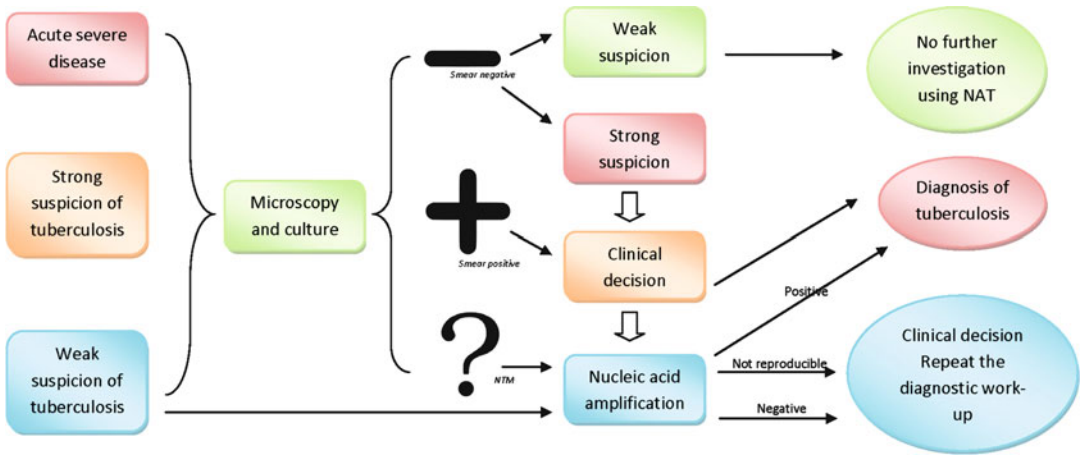 Acute severe
disease
Strong
suspicion of
tuberculosis
Weak
suspicion of
tuberculosis
Microscopy
and culture
Smear negative
Smear positive
?
NTM
Weak
suspicion
Strong
suspicion
Clinical
decision
Nucleic acid
amplification
Positive
Not reproducible
Negative
No further
investigation
using NAT
Diagnosis of
tuberculosis
Clinical decision
Repeat the
diagnostic work-
up